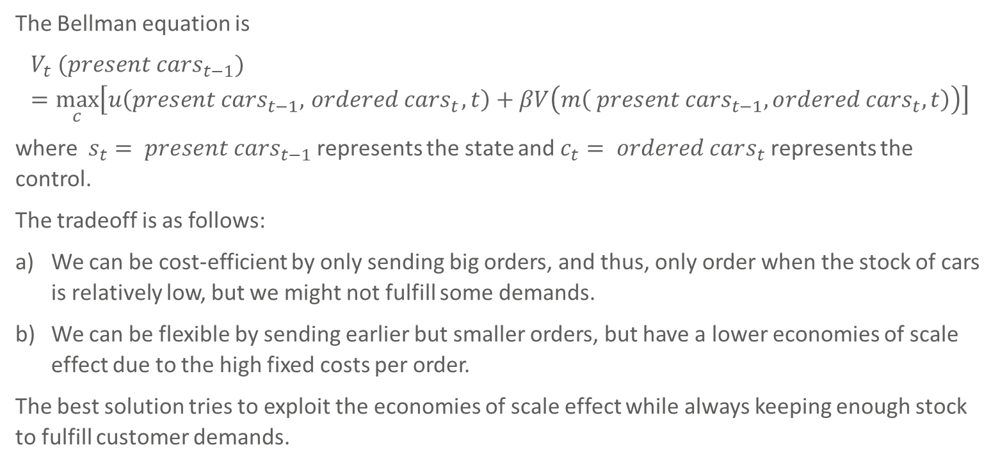 The Bellman equation is
V_t (present cars_{t−1})
= max_c[u(present cars_{t−1}, ordered cars_t, t) + βV(m( present cars_{t−1}, ordered cars_t, t))]
where s_t = present cars_{t−1} represents the state and c_t = ordered cars_t represents the
control.
The tradeoff is as follows:
a) We can be cost-efficient by only sending big orders, and thus, only order when the stock of cars
is relatively low, but we might not fulfill some demands.
b) We can be flexible by sending earlier but smaller orders, but have a lower economies of scale
effect due to the high fixed costs per order.
The best solution tries to exploit the economies of scale effect while always keeping enough stock
to fulfill customer demands.